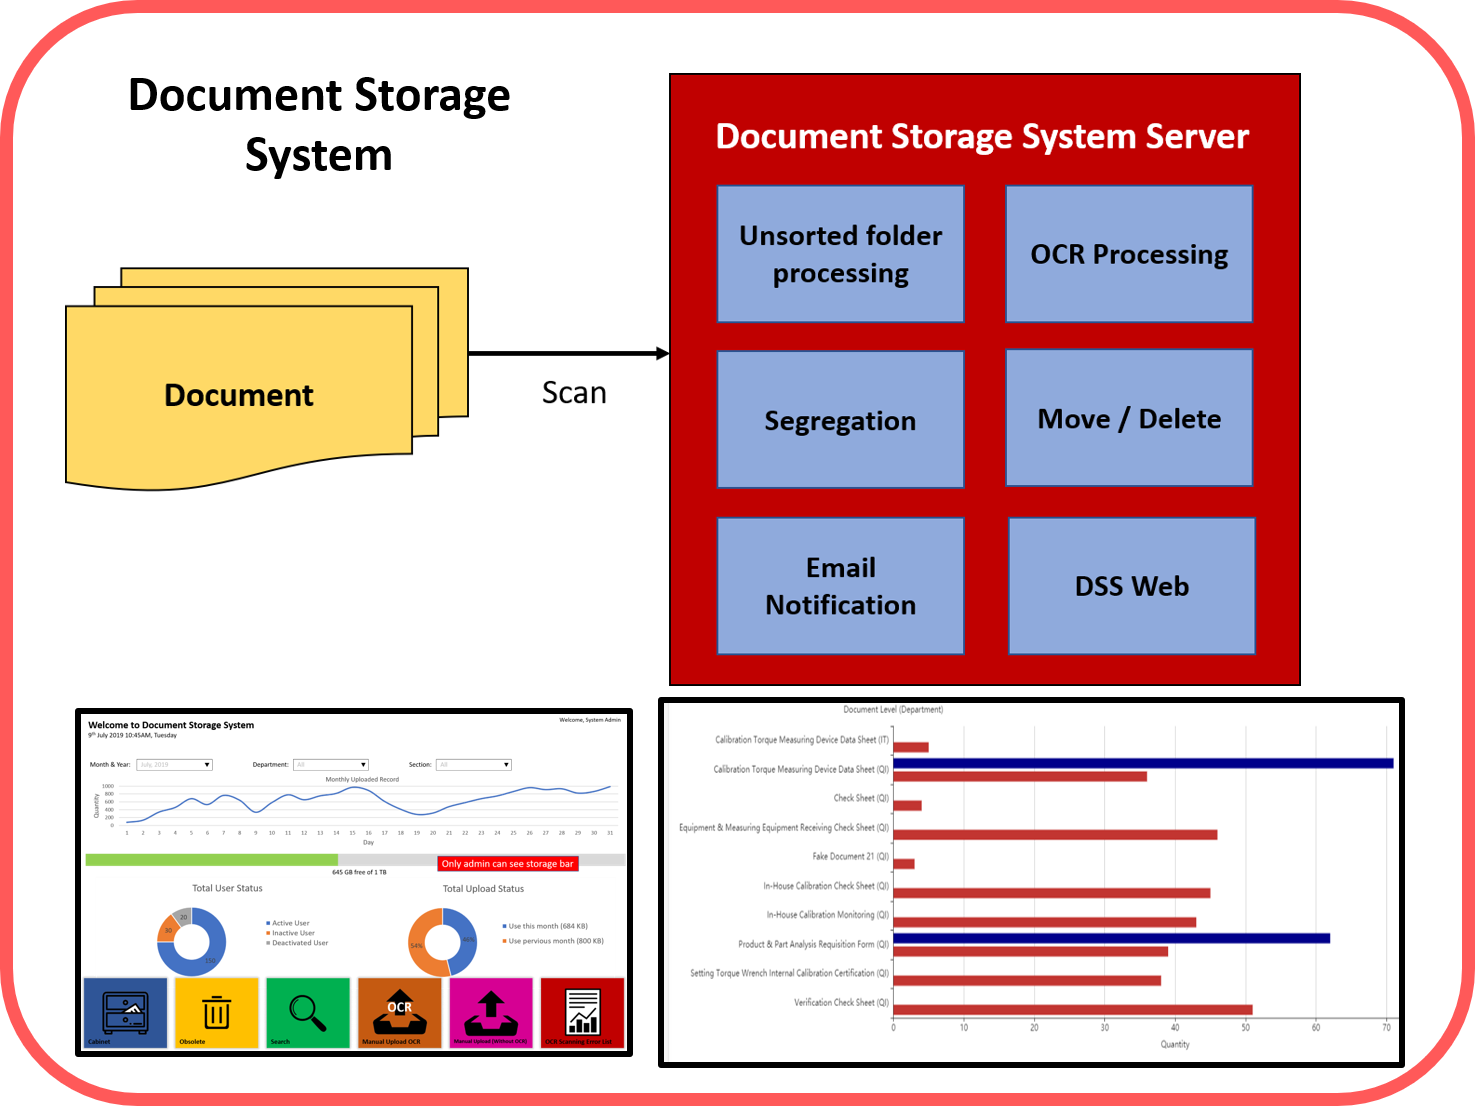 Document Storage
System
Document Storage System Server
Unsorted folder
processing
OCR Processing
Document
Scan
Segregation
Move / Delete
Email
Notification
DSS Web
Welcome to Document Storage System
Welcome, System Admin
9th July 2019 10:45AM, Tuesday
Month & Year:
July, 2019
Department:
All
Section:
All
Monthly Uploaded Record
Quantity
1000
800
600
400
200
0
1 2 3 4 5 6 7 8 9 10 11 12 13 14 15 16 17 18 19 20 21 22 23 24 25 26 27 28 29 30 31
Day
Only admin can see storage bar
645 GB free of 1 TB
Total User Status
20
30
Active User
Inactive User
Deactivated User
Total Upload Status
54%
46%
Use this month (684 KB)
Use pervious month (800 KB)
Cabinet
Obsolete
Search
OCR
Manual Upload OCR
Manual Upload (Without OCR)
OCR Scanning Error List
Document Level (Department)
Calibration Torque Measuring Device Data Sheet (IT)
Calibration Torque Measuring Device Data Sheet (QI)
Check Sheet (QI)
Equipment & Measuring Equipment Receiving Check Sheet (QI)
Fake Document 21 (QI)
In-House Calibration Check Sheet (QI)
In-House Calibration Monitoring (QI)
Product & Part Analysis Requisition Form (QI)
Setting Torque Wrench Internal Calibration Certification (QI)
Verification Check Sheet (QI)
0 10 20 30 40 50 60 70
Quantity